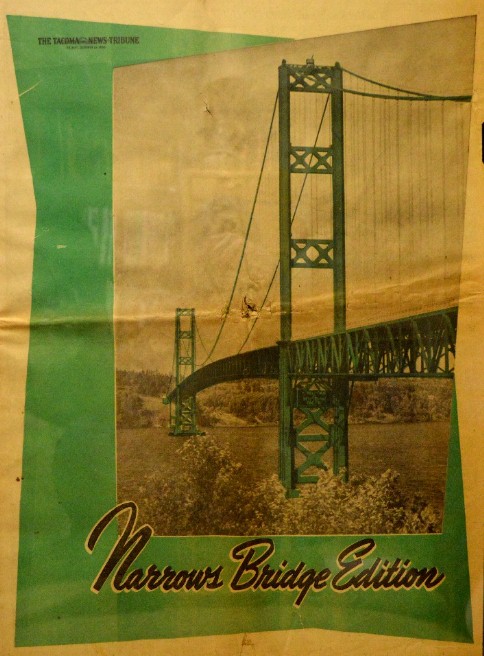 THE TACOMA NEWS TRIBUNE
Narrows Bridge Edition